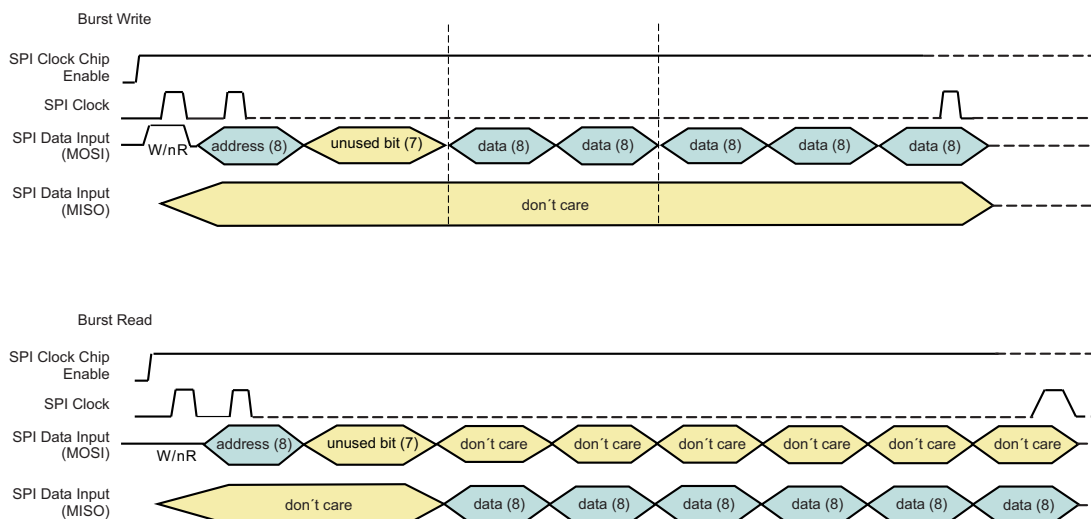 Burst Write
SPI Clock Chip
Enable
SPI Clock
SPI Data Input
(MOSI)
W/nR
address (8)
unused bit (7)
data (8)
data (8)
data (8)
data (8)
data (8)
SPI Data Input
(MISO)
don´t care
Burst Read
SPI Clock Chip
Enable
SPI Clock
SPI Data Input
(MOSI)
W/nR
address (8)
unused bit (7)
don´t care
don´t care
don´t care
don´t care
don´t care
don´t care
SPI Data Input
(MISO)
don´t care
data (8)
data (8)
data (8)
data (8)
data (8)
data (8)